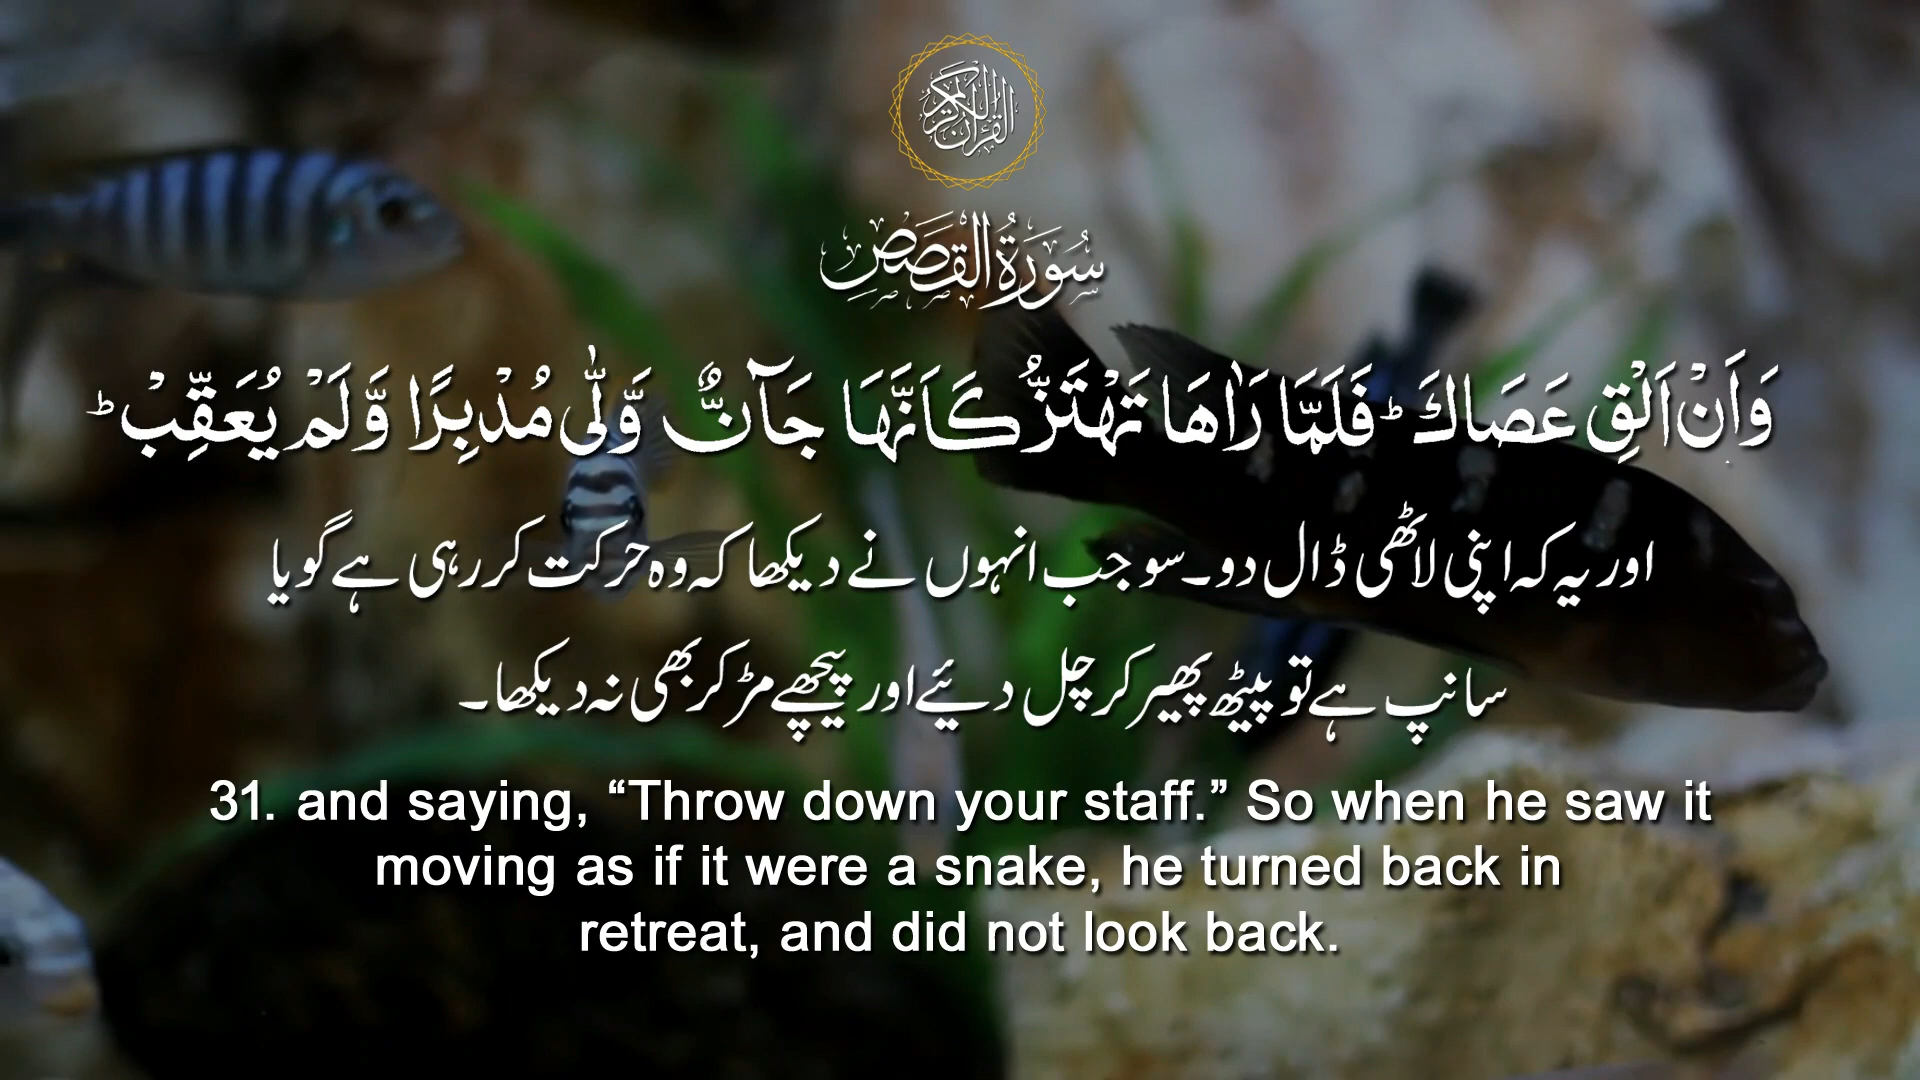 القرآن الكريم
سُورَةُ القَصَصِ
وَاَنْ اَلْقِ عَصَاكَ ؕ فَلَمَّا رَاٰهَا تَهْتَزُّ كَاَنَّهَا جَآنٌّ وَّلّٰى مُدْبِرًا وَّلَمْ يُعَقِّبْ ؕ
اور یہ کہ اپنی لاٹھی ڈال دو۔ سو جب انہوں نے دیکھا کہ وہ حرکت کر رہی ہے گویا
سانپ ہے تو پیٹھ پھیر کر چل دئیے اور پیچھے مڑ کر بھی نہ دیکھا۔
31. and saying, “Throw down your staff.” So when he saw it
moving as if it were a snake, he turned back in
retreat, and did not look back.